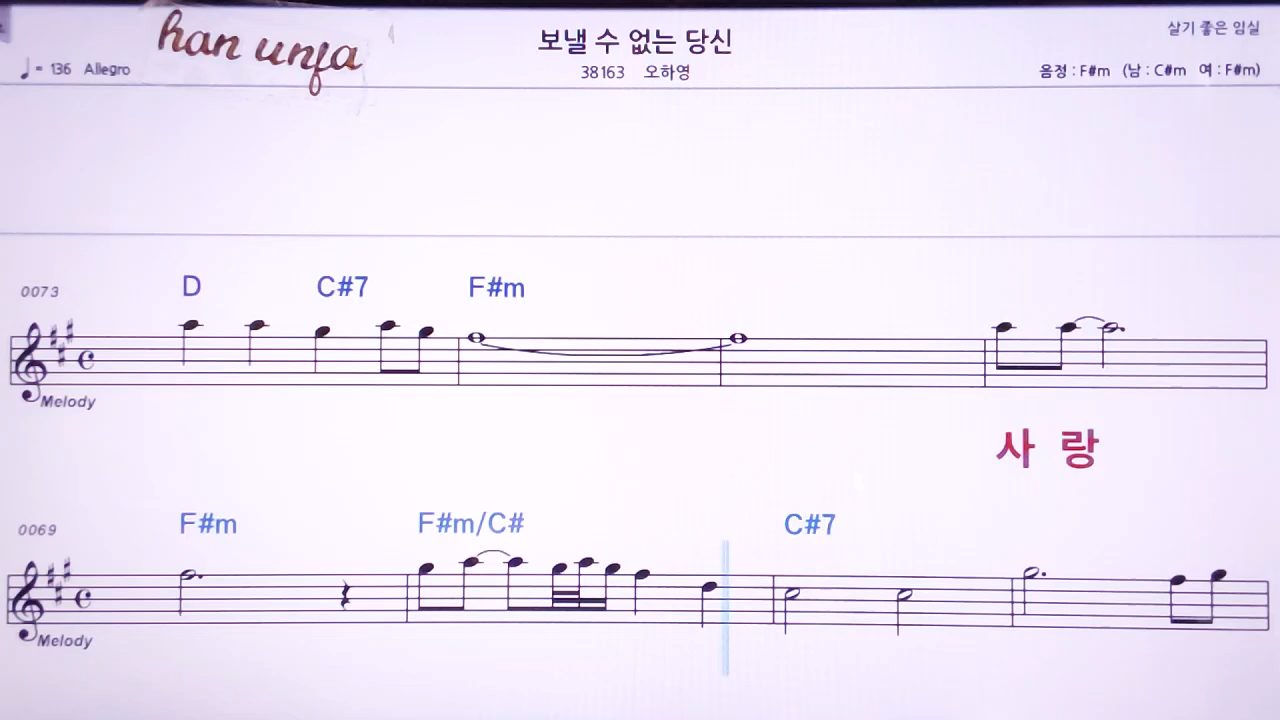 han unfa
보낼 수 없는 당신
살기 좋은 임실
♩= 136 Allegro
38163 오하영
음정 : F#m (남 : C#m 여 : F#m)
0073 D C#7 F#m
Melody
사 랑
0069 F#m F#m/C# C#7
Melody